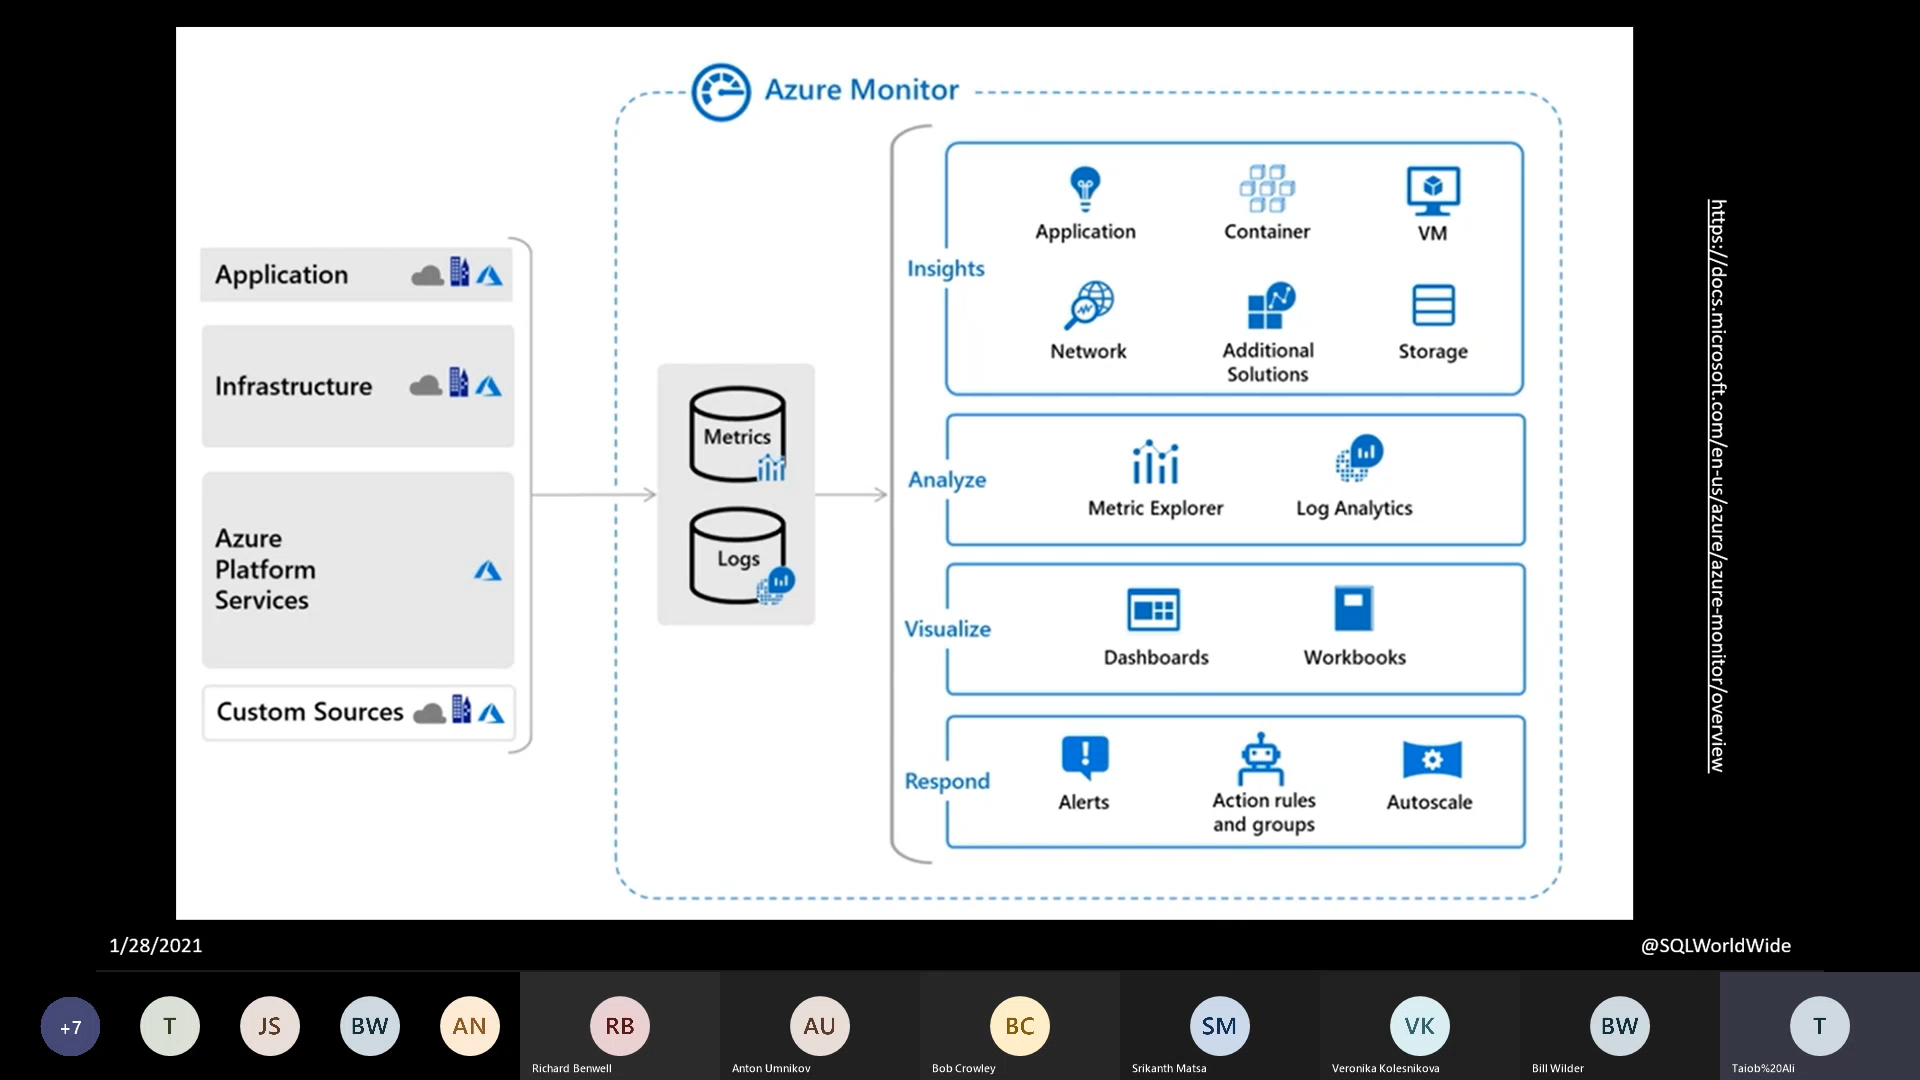 Azure Monitor
Application
Infrastructure
Azure
Platform
Services
Custom Sources
Metrics
Logs
Insights
Application
Container
VM
Network
Additional
Solutions
Storage
Analyze
Metric Explorer
Log Analytics
Visualize
Dashboards
Workbooks
Respond
Alerts
Action rules
and groups
Autoscale
https://docs.microsoft.com/en-us/azure/azure-monitor/overview
1/28/2021
@SQLWorldWide
+7
T
JS
BW
AN
RB
Richard Benwell
AU
Anton Umnikov
BC
Bob Crowley
SM
Srikanth Matsa
VK
Veronika Kolesnikova
BW
Bill Wilder
T
Taiob%20Ali